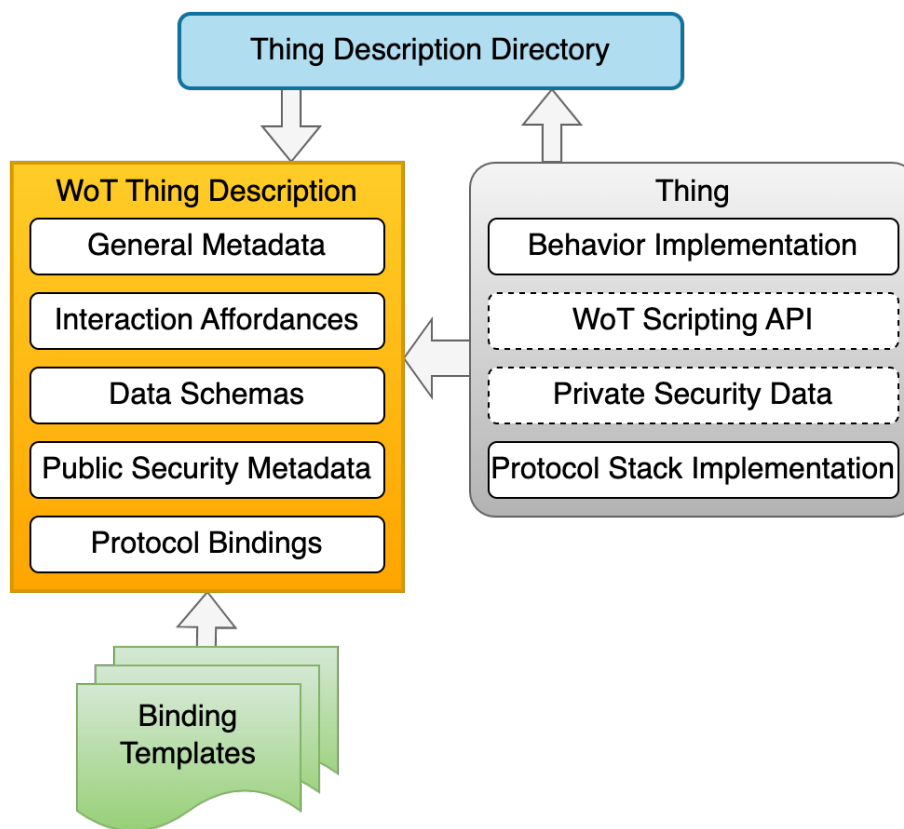 Thing Description Directory
WoT Thing Description
General Metadata
Interaction Affordances
Data Schemas
Public Security Metadata
Protocol Bindings
Thing
Behavior Implementation
WoT Scripting API
Private Security Data
Protocol Stack Implementation
Binding
Templates